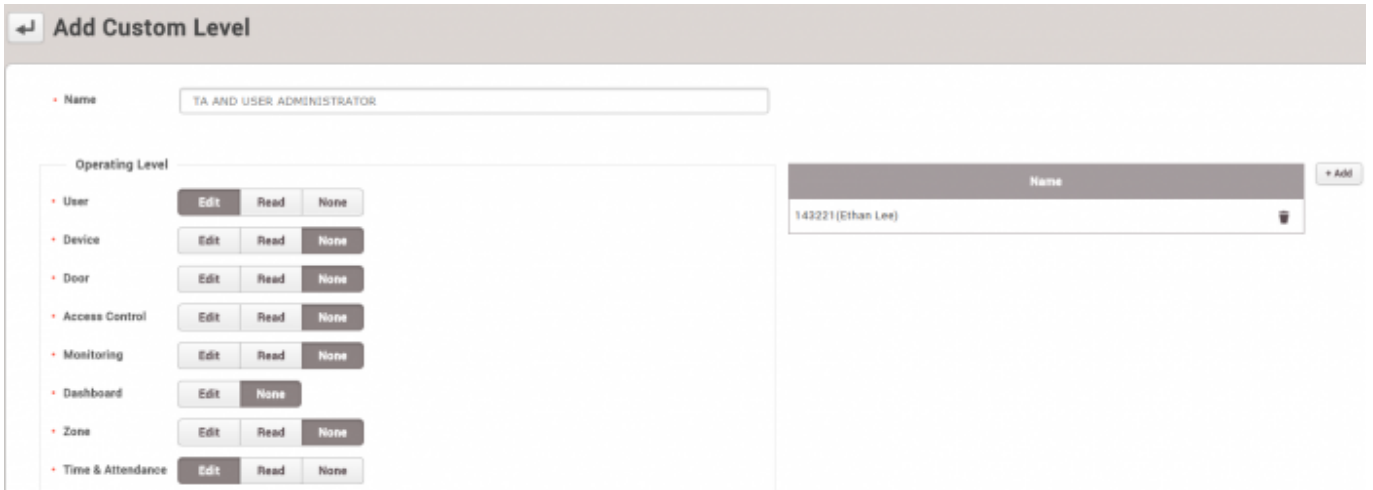 Add Custom Level
Name TA AND USER ADMINISTRATOR
Operating Level
User Edit Read None
Device Edit Read None
Door Edit Read None
Access Control Edit Read None
Monitoring Edit Read None
Dashboard Edit None
Zone Edit Read None
Time & Attendance Edit Read None
Name + Add
143221(Ethan Lee)